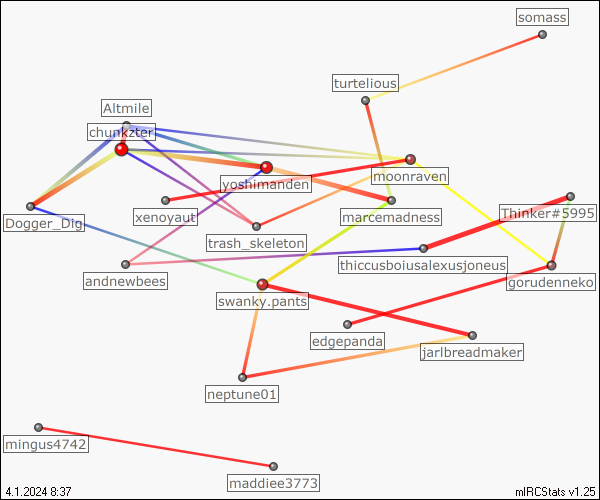 somass
turtelious
Altmile
chunkzter
moonraven
yoshimanden
Dogger_Dig
xenoyaut
marcemadness
Thinker#5995
trash_skeleton
thiccusboiusalexusjoneus
andnewbees
gorudenneko
swanky.pants
edgepanda
jarlbreadmaker
neptune01
mingus4742
maddiee3773
4.1.2024 8:37
mIRCStats v1.25